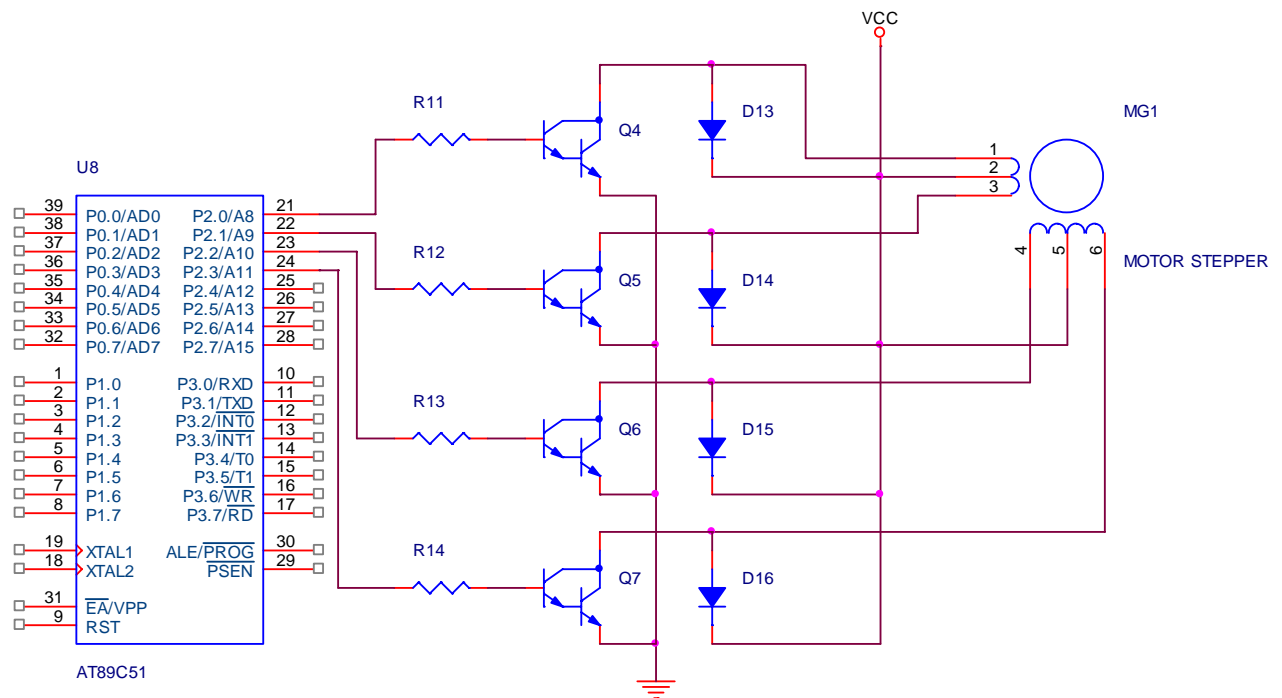 VCC
R11
Q4
D13
MG1
1
2
3
U8
39 P0.0/AD0 P2.0/A8 21
38 P0.1/AD1 P2.1/A9 22
37 P0.2/AD2 P2.2/A10 23
36 P0.3/AD3 P2.3/A11 24
35 P0.4/AD4 P2.4/A12 25
34 P0.5/AD5 P2.5/A13 26
33 P0.6/AD6 P2.6/A14 27
32 P0.7/AD7 P2.7/A15 28
R12
Q5
D14
4 5 6
MOTOR STEPPER
1 P1.0 P3.0/RXD 10
2 P1.1 P3.1/TXD 11
3 P1.2 P3.2/INT0 12
4 P1.3 P3.3/INT1 13
5 P1.4 P3.4/T0 14
6 P1.5 P3.5/T1 15
7 P1.6 P3.6/WR 16
8 P1.7 P3.7/RD 17
R13
Q6
D15
19 XTAL1 ALE/PROG 30
18 XTAL2 PSEN 29
31 EA/VPP
9 RST
R14
Q7
D16
AT89C51